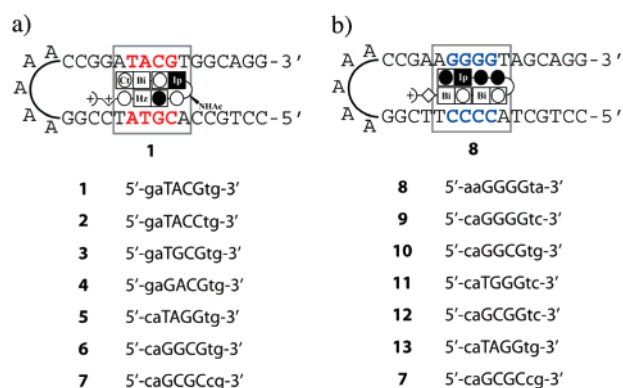 a)
A CCGGATACGTGGCAGG-3′
A
Ct Bi Ip
A
+ + Hz
NHAc
A
A GGCCTATGCACCGTCC-5′
1
1 5′-gaTACGtg-3′
2 5′-gaTACCtg-3′
3 5′-gaTGCGtg-3′
4 5′-gaGACGtg-3′
5 5′-caTAGGtg-3′
6 5′-caGGCGtg-3′
7 5′-caGCGCcg-3′
b)
A CCGAAGGGGTAGCAGG-3′
A
Ip
A
+ Bi Bi
A
A GGCTTCCCCATCGTCC-5′
8
8 5′-aaGGGGta-3′
9 5′-caGGGGtc-3′
10 5′-caGGCGtg-3′
11 5′-caTGGGtc-3′
12 5′-caGCGGtc-3′
13 5′-caTAGGtg-3′
7 5′-caGCGCcg-3′